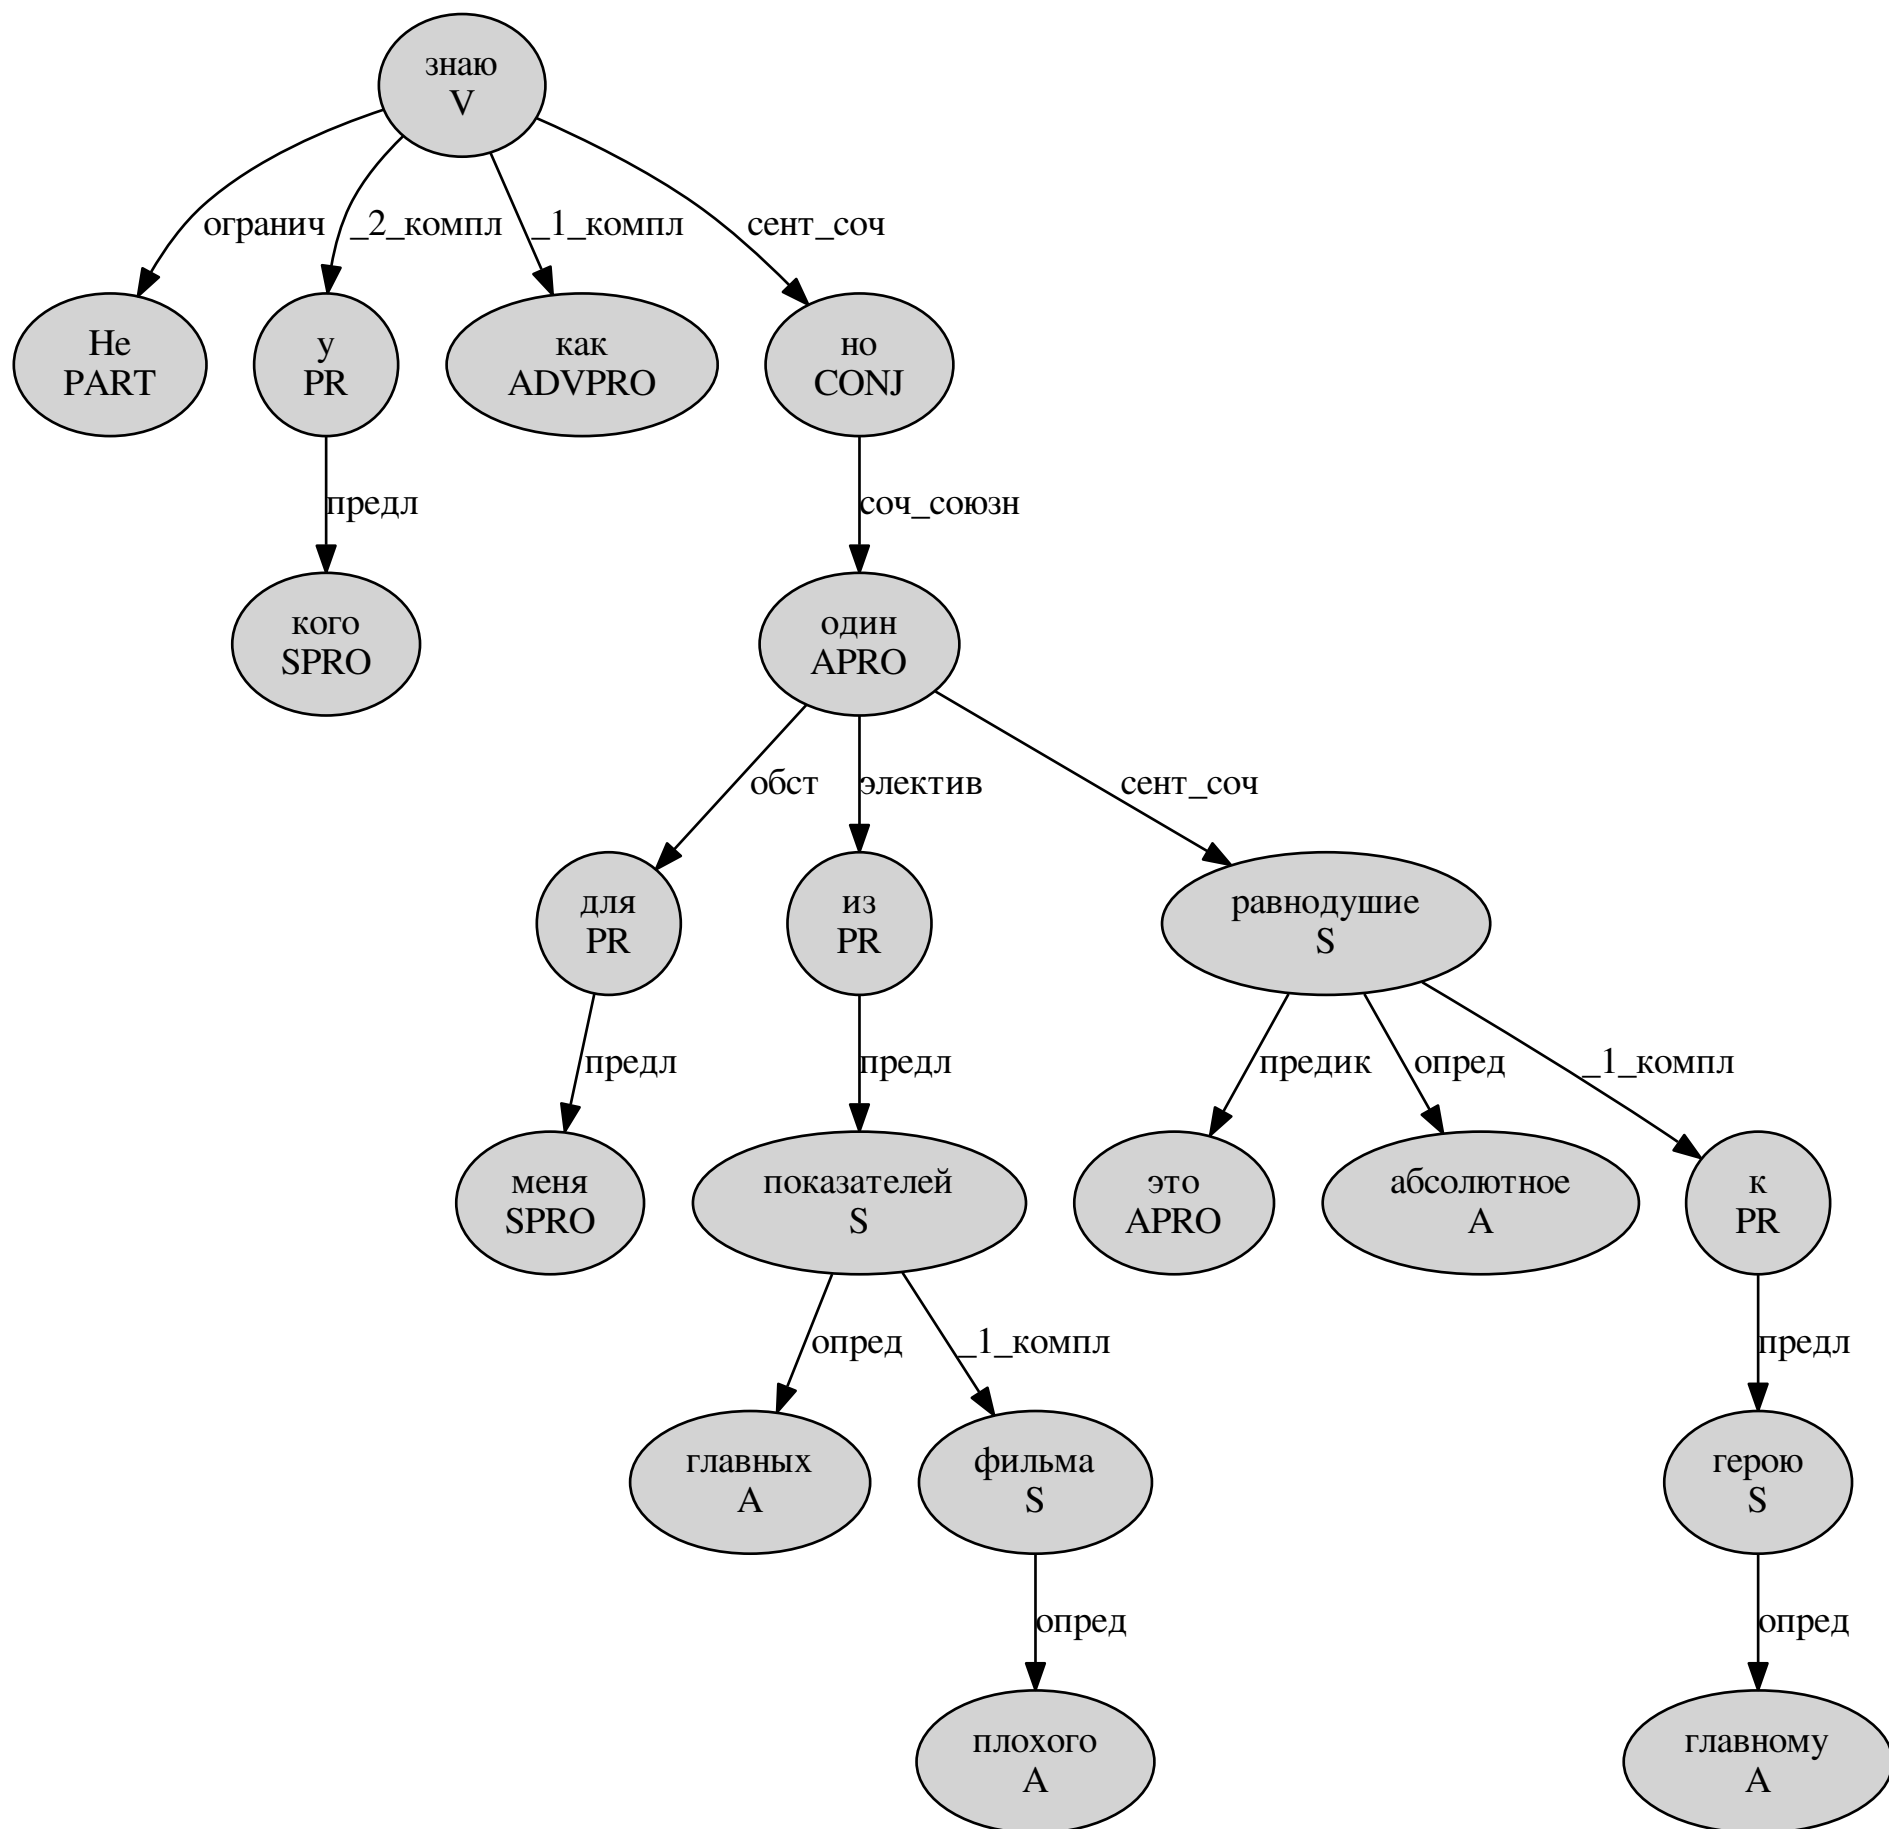 знаю
V
огранич
_2_компл
_1_компл
сент_соч
Не
PART
у
PR
как
ADVPRO
но
CONJ
предл
соч_союзн
кого
SPRO
один
APRO
обст
электив
сент_соч
для
PR
из
PR
равнодушие
S
предл
предл
предик
опред
_1_компл
меня
SPRO
показателей
S
это
APRO
абсолютное
A
к
PR
опред
_1_компл
предл
главных
A
фильма
S
герою
S
опред
опред
плохого
A
главному
A